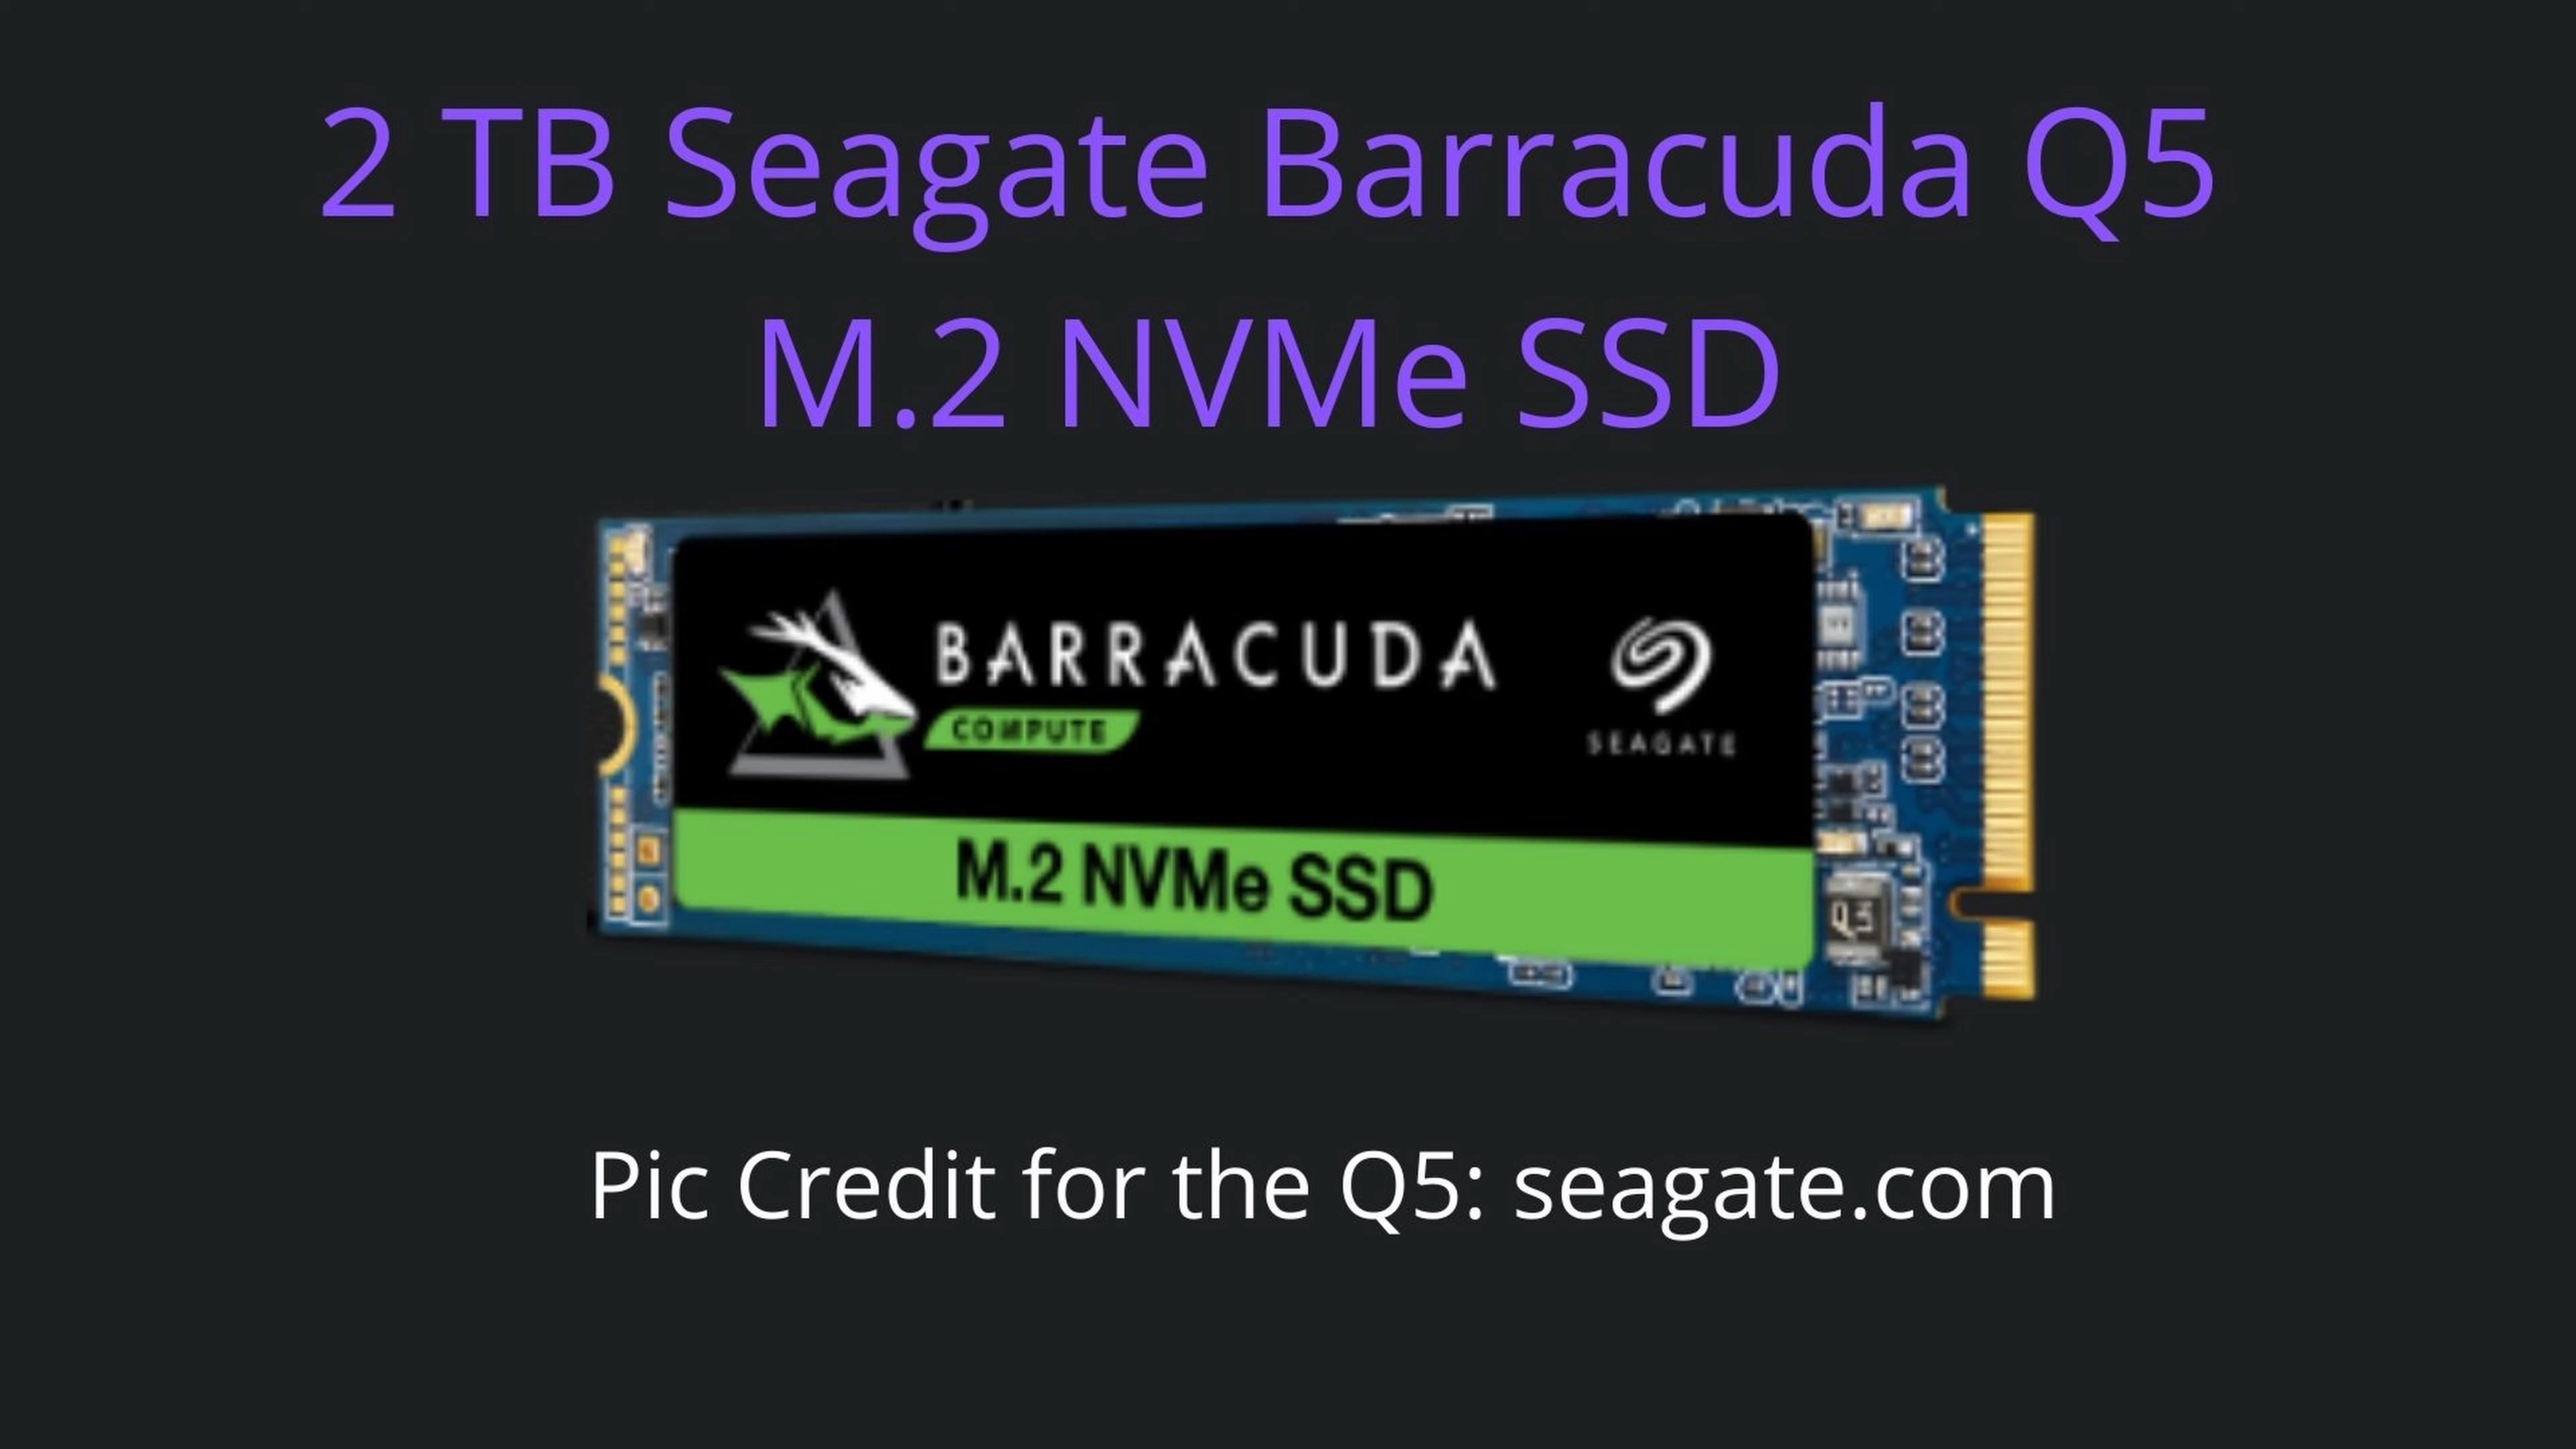 2 TB Seagate Barracuda Q5
M.2 NVMe SSD
BARRACUDA
COMPUTE
SEAGATE
M.2 NVMe SSD
Pic Credit for the Q5: seagate.com